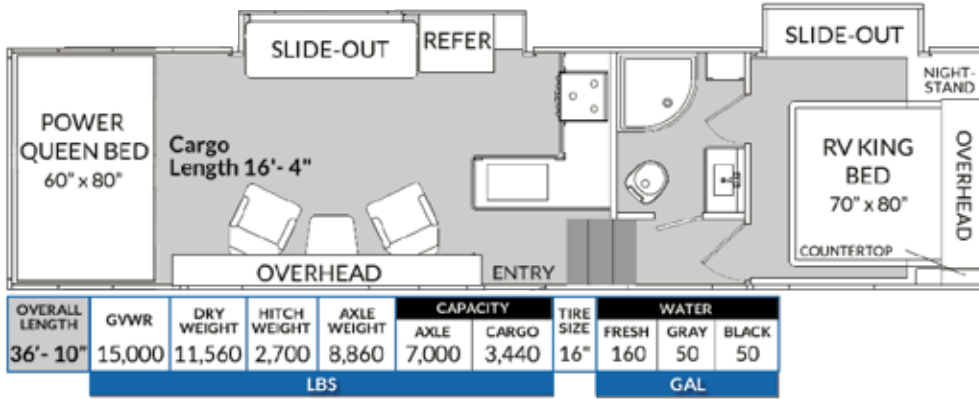 SLIDE-OUT
REFER
SLIDE-OUT
NIGHT-
STAND
POWER
QUEEN BED
60" x 80"
Cargo
Length 16'- 4"
RV KING
BED
70" x 80"
OVERHEAD
COUNTERTOP
OVERHEAD
ENTRY
OVERALL
LENGTH
GVWR
DRY
WEIGHT
HITCH
WEIGHT
AXLE
WEIGHT
CAPACITY
AXLE
CARGO
TIRE
SIZE
WATER
FRESH
GRAY
BLACK
36'- 10"
15,000
11,560
2,700
8,860
7,000
3,440
16"
160
50
50
LBS
GAL